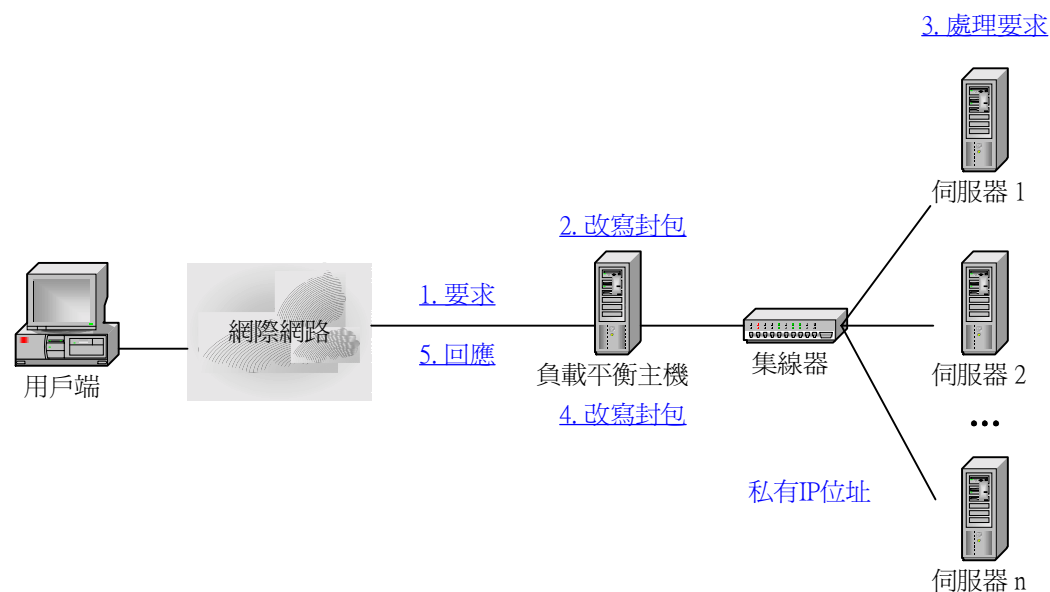 3. 處理要求
伺服器 1
2. 改寫封包
1. 要求
網際網路
5. 回應
用戶端
負載平衡主機
集線器
伺服器 2
4. 改寫封包
...
私有IP位址
伺服器 n